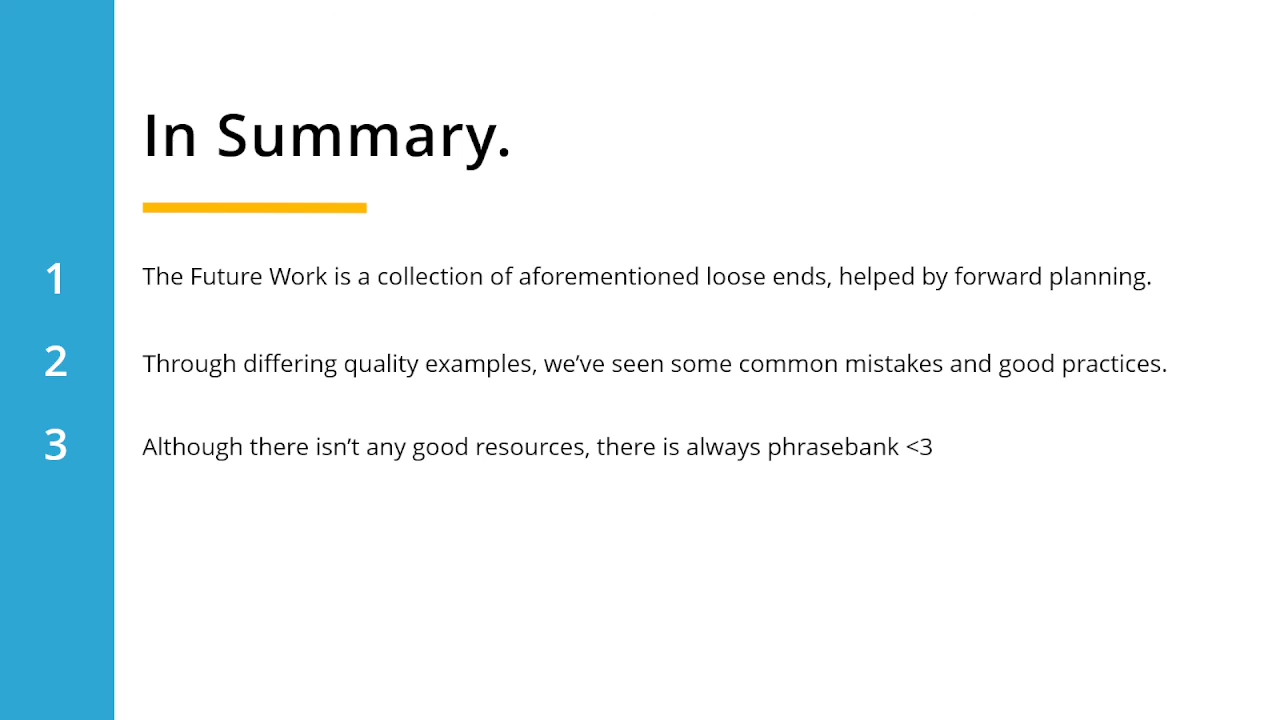 In Summary.
1 The Future Work is a collection of aforementioned loose ends, helped by forward planning.
2 Through differing quality examples, we’ve seen some common mistakes and good practices.
3 Although there isn’t any good resources, there is always phrasebank <3